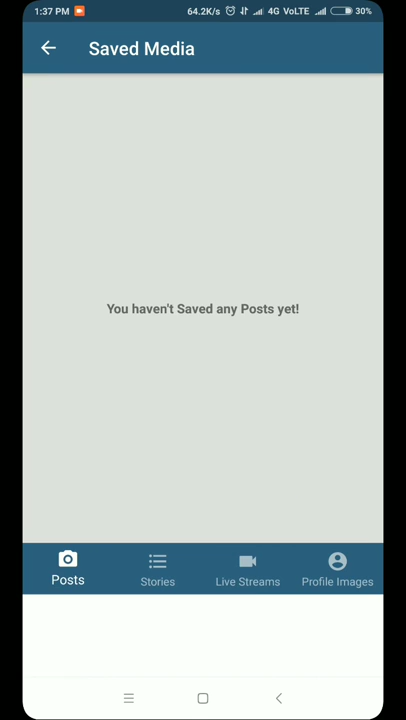 1:37 PM 64.2K/s 4G VoLTE 30%
Saved Media
You haven't Saved any Posts yet!
Posts Stories Live Streams Profile Images